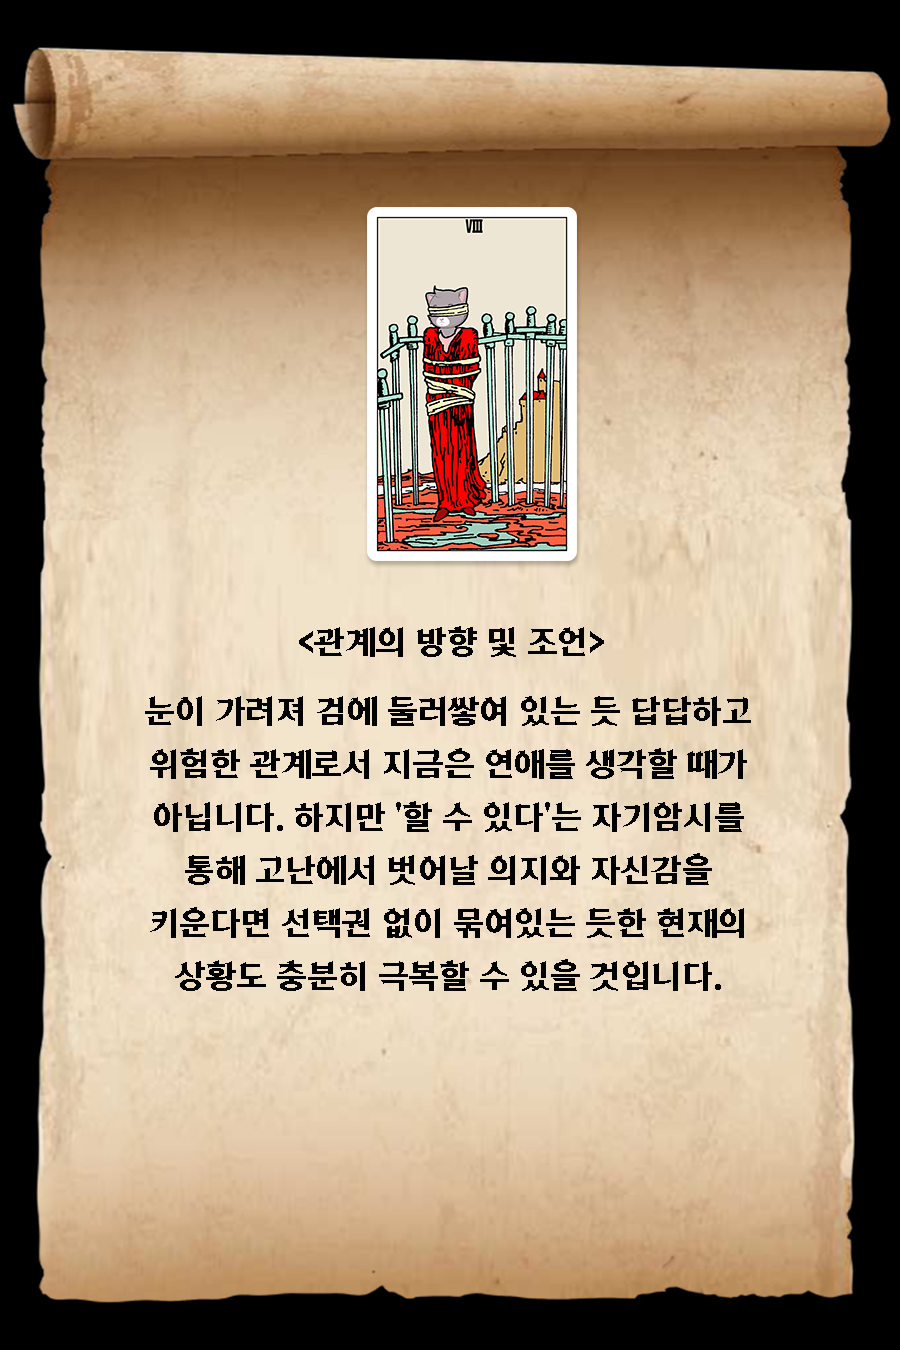 VIII
<관계의 방향 및 조언>
눈이 가려져 검에 둘러쌓여 있는 듯 답답하고
위험한 관계로서 지금은 연애를 생각할 때가
아닙니다. 하지만 '할 수 있다'는 자기암시를
통해 고난에서 벗어날 의지와 자신감을
키운다면 선택권 없이 묶여있는 듯한 현재의
상황도 충분히 극복할 수 있을 것입니다.